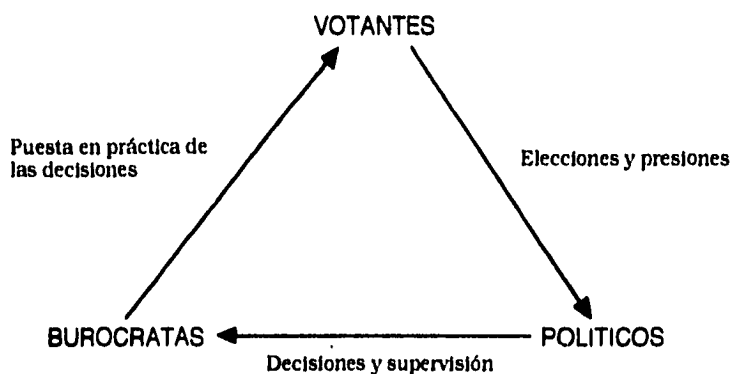 VOTANTES
Puesta en práctica de
las decisiones
Elecciones y presiones
BUROCRATAS
POLITICOS
Decisiones y supervisión